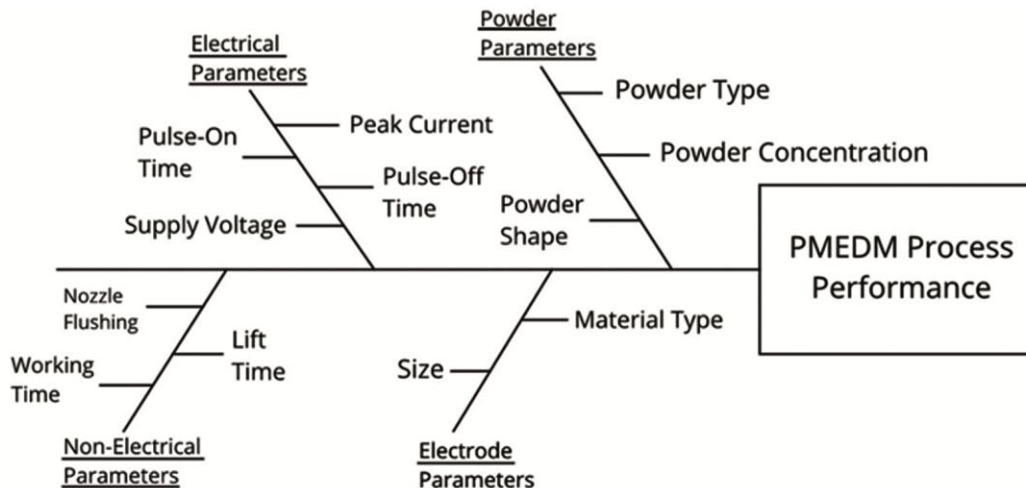 Electrical
Parameters
Peak Current
Pulse-On
Time
Pulse-Off
Time
Supply Voltage
Powder
Parameters
Powder Type
Powder Concentration
Powder
Shape
PMEDM Process
Performance
Nozzle
Flushing
Lift
Time
Working
Time
Non-Electrical
Parameters
Material Type
Size
Electrode
Parameters